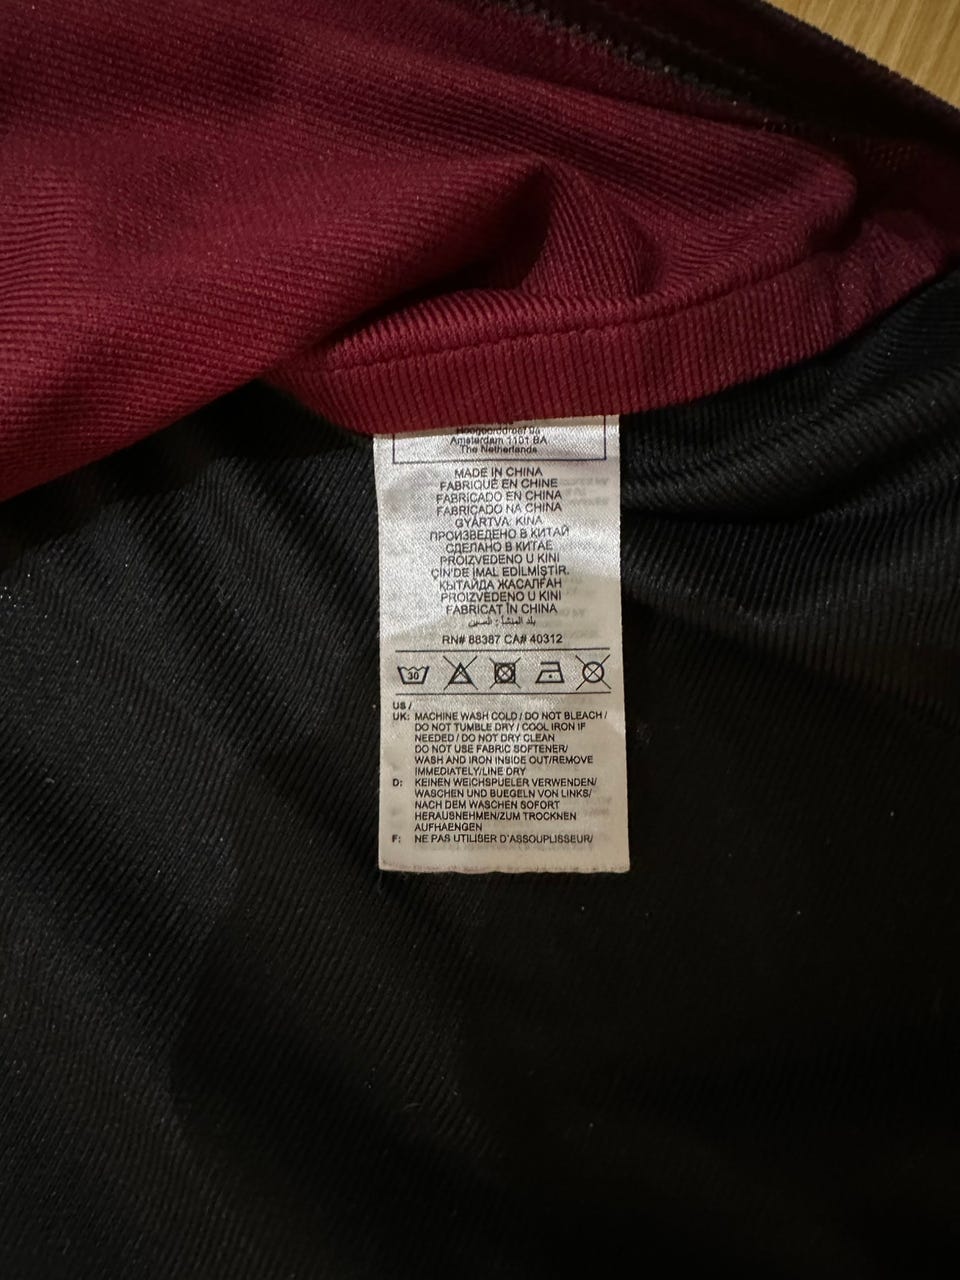 Amsterdam 1101 BA
The Netherlands
MADE IN CHINA
FABRIQUÉ EN CHINE
FABRICADO EN CHINA
FABRICADO NA CHINA
GYÁRTVA: KÍNA
ПРОИЗВЕДЕНО В КИТАЙ
СДЕЛАНО В КИТАЕ
PROIZVEDENO U KINI
ÇİN'DE İMAL EDİLMİŞTİR.
ҚЫТАЙДА ЖАСАЛҒАН
PROIZVEDENO U KINI
FABRICAT ÎN CHINA
بلد المنشأ : الصين
RN# 88387 CA# 40312
30
US /
UK: MACHINE WASH COLD / DO NOT BLEACH /
DO NOT TUMBLE DRY / COOL IRON IF
NEEDED / DO NOT DRY CLEAN
DO NOT USE FABRIC SOFTENER/
WASH AND IRON INSIDE OUT/REMOVE
IMMEDIATELY/LINE DRY
D: KEINEN WEICHSPUELER VERWENDEN/
WASCHEN UND BUEGELN VON LINKS/
NACH DEM WASCHEN SOFORT
HERAUSNEHMEN/ZUM TROCKNEN
AUFHAENGEN
F: NE PAS UTILISER D'ASSOUPLISSEUR/